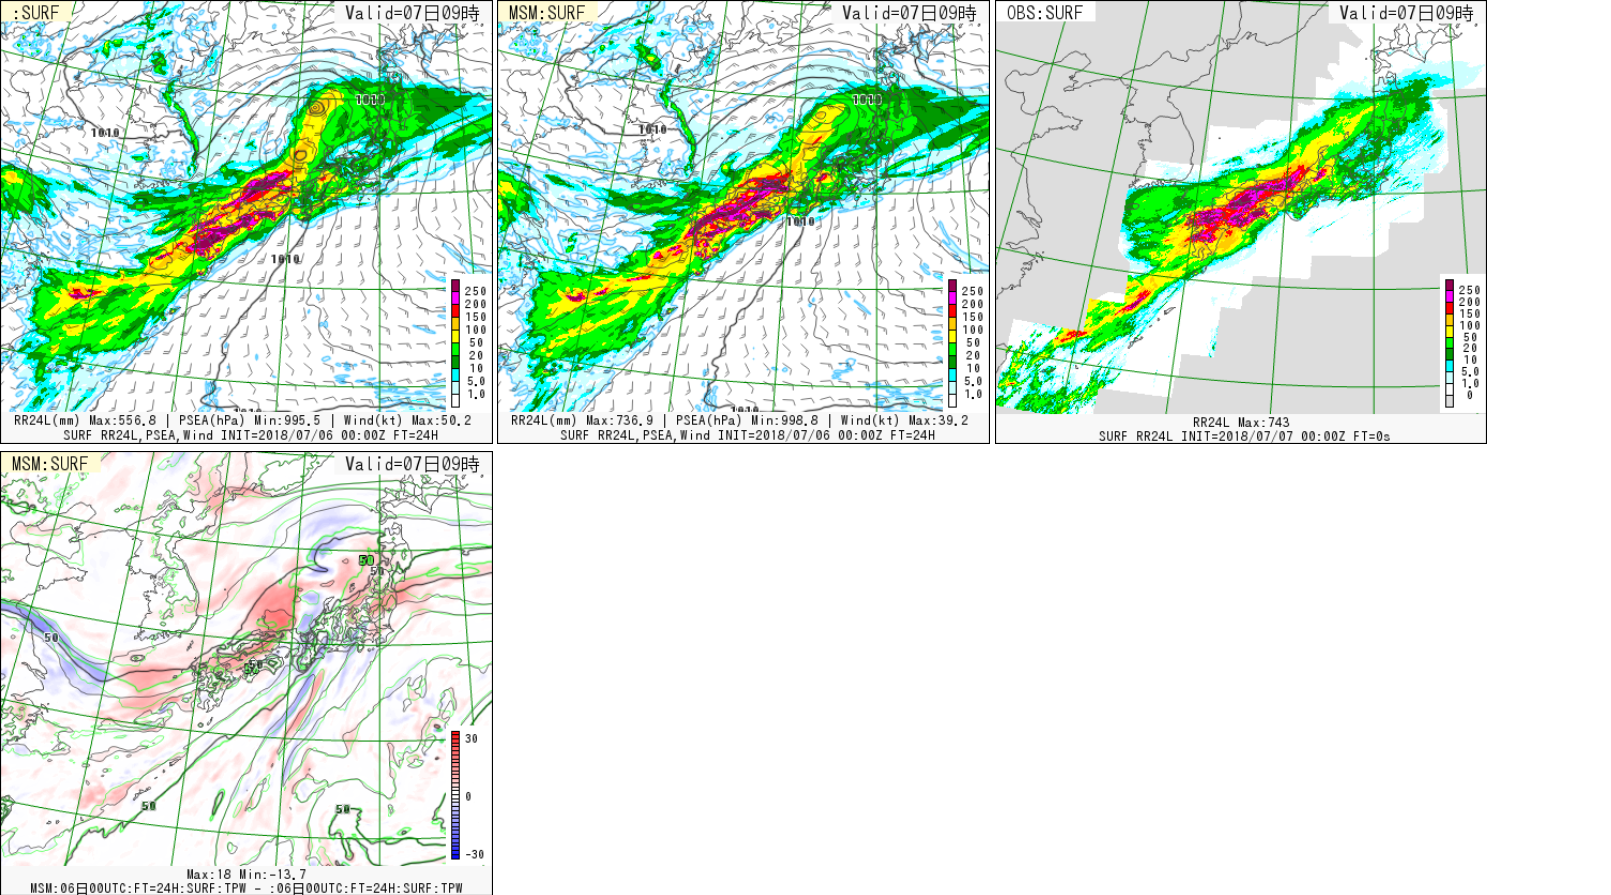 :SURF
Valid=07日09時
1010
1010
1010
250
200
150
100
50
20
10
5.0
1.0
RR24L(mm) Max:556.8 | PSEA(hPa) Min:995.5 | Wind(kt) Max:50.2
SURF RR24L,PSEA,Wind INIT=2018/07/06 00:00Z FT=24H
MSM:SURF
Valid=07日09時
1010
1010
1010
1010
250
200
150
100
50
20
10
5.0
1.0
RR24L(mm) Max:736.9 | PSEA(hPa) Min:998.8 | Wind(kt) Max:39.2
SURF RR24L,PSEA,Wind INIT=2018/07/06 00:00Z FT=24H
OBS:SURF
Valid=07日09時
250
200
150
100
50
20
10
5.0
1.0
0
RR24L Max:743
SURF RR24L INIT=2018/07/07 00:00Z FT=0s
MSM:SURF
Valid=07日09時
50
50
50
50
50
50
30
0
-30
Max:18 Min:-13.7
MSM:06日00UTC:FT=24H:SURF:TPW - :06日00UTC:FT=24H:SURF:TPW